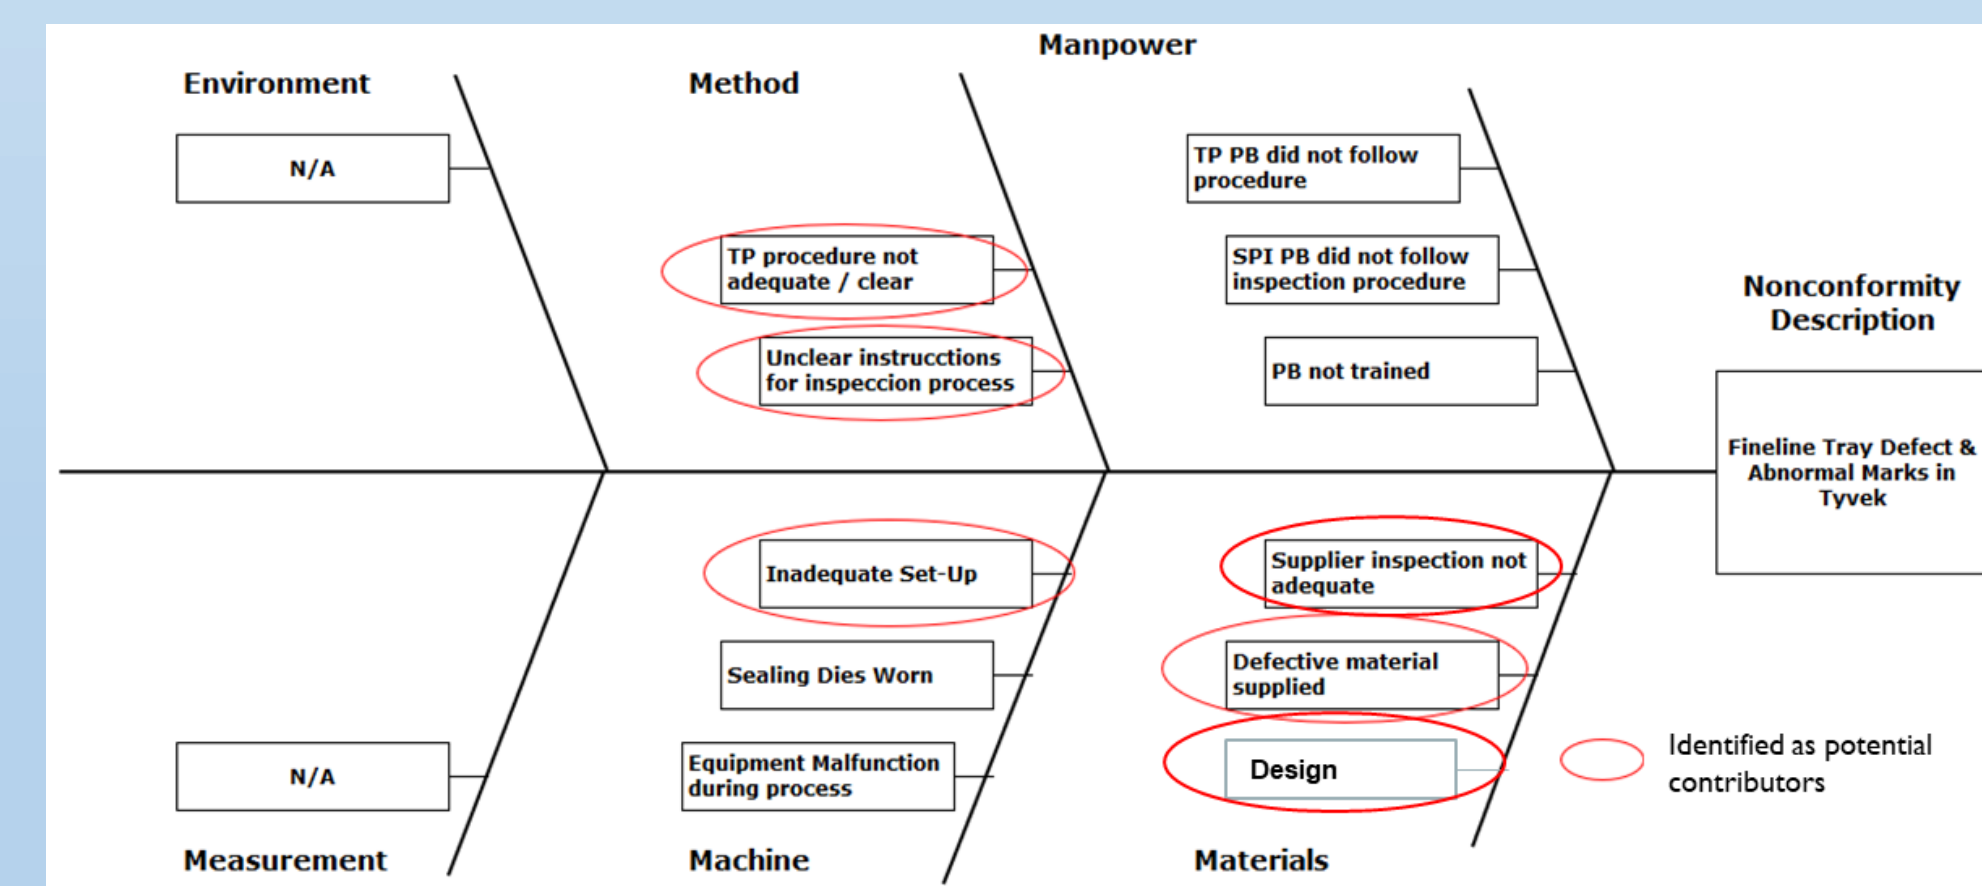 Manpower
Environment
Method
N/A
TP PB did not follow
procedure
TP procedure not
adequate / clear
SPI PB did not follow
inspection procedure
Unclear instrucctions
for inspeccion process
PB not trained
Nonconformity
Description
Fineline Tray Defect &
Abnormal Marks in
Tyvek
Inadequate Set-Up
Supplier inspection not
adequate
Sealing Dies Worn
Defective material
supplied
N/A
Equipment Malfunction
during process
Design
Identified as potential
contributors
Measurement
Machine
Materials